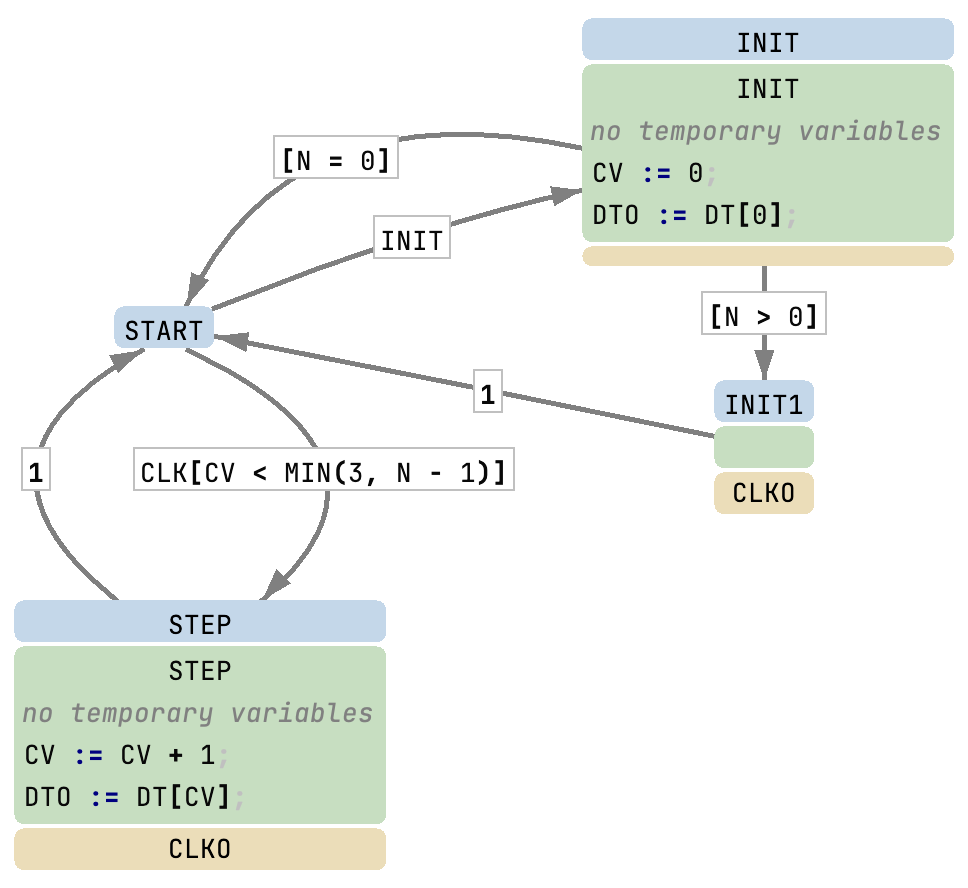 INIT
INIT
no temporary variables
CV := 0;
DTO := DT[0];
[N = 0]
INIT
[N > 0]
START
1
INIT1
CLKO
1
CLK[CV < MIN(3, N - 1)]
STEP
STEP
no temporary variables
CV := CV + 1;
DTO := DT[CV];
CLKO